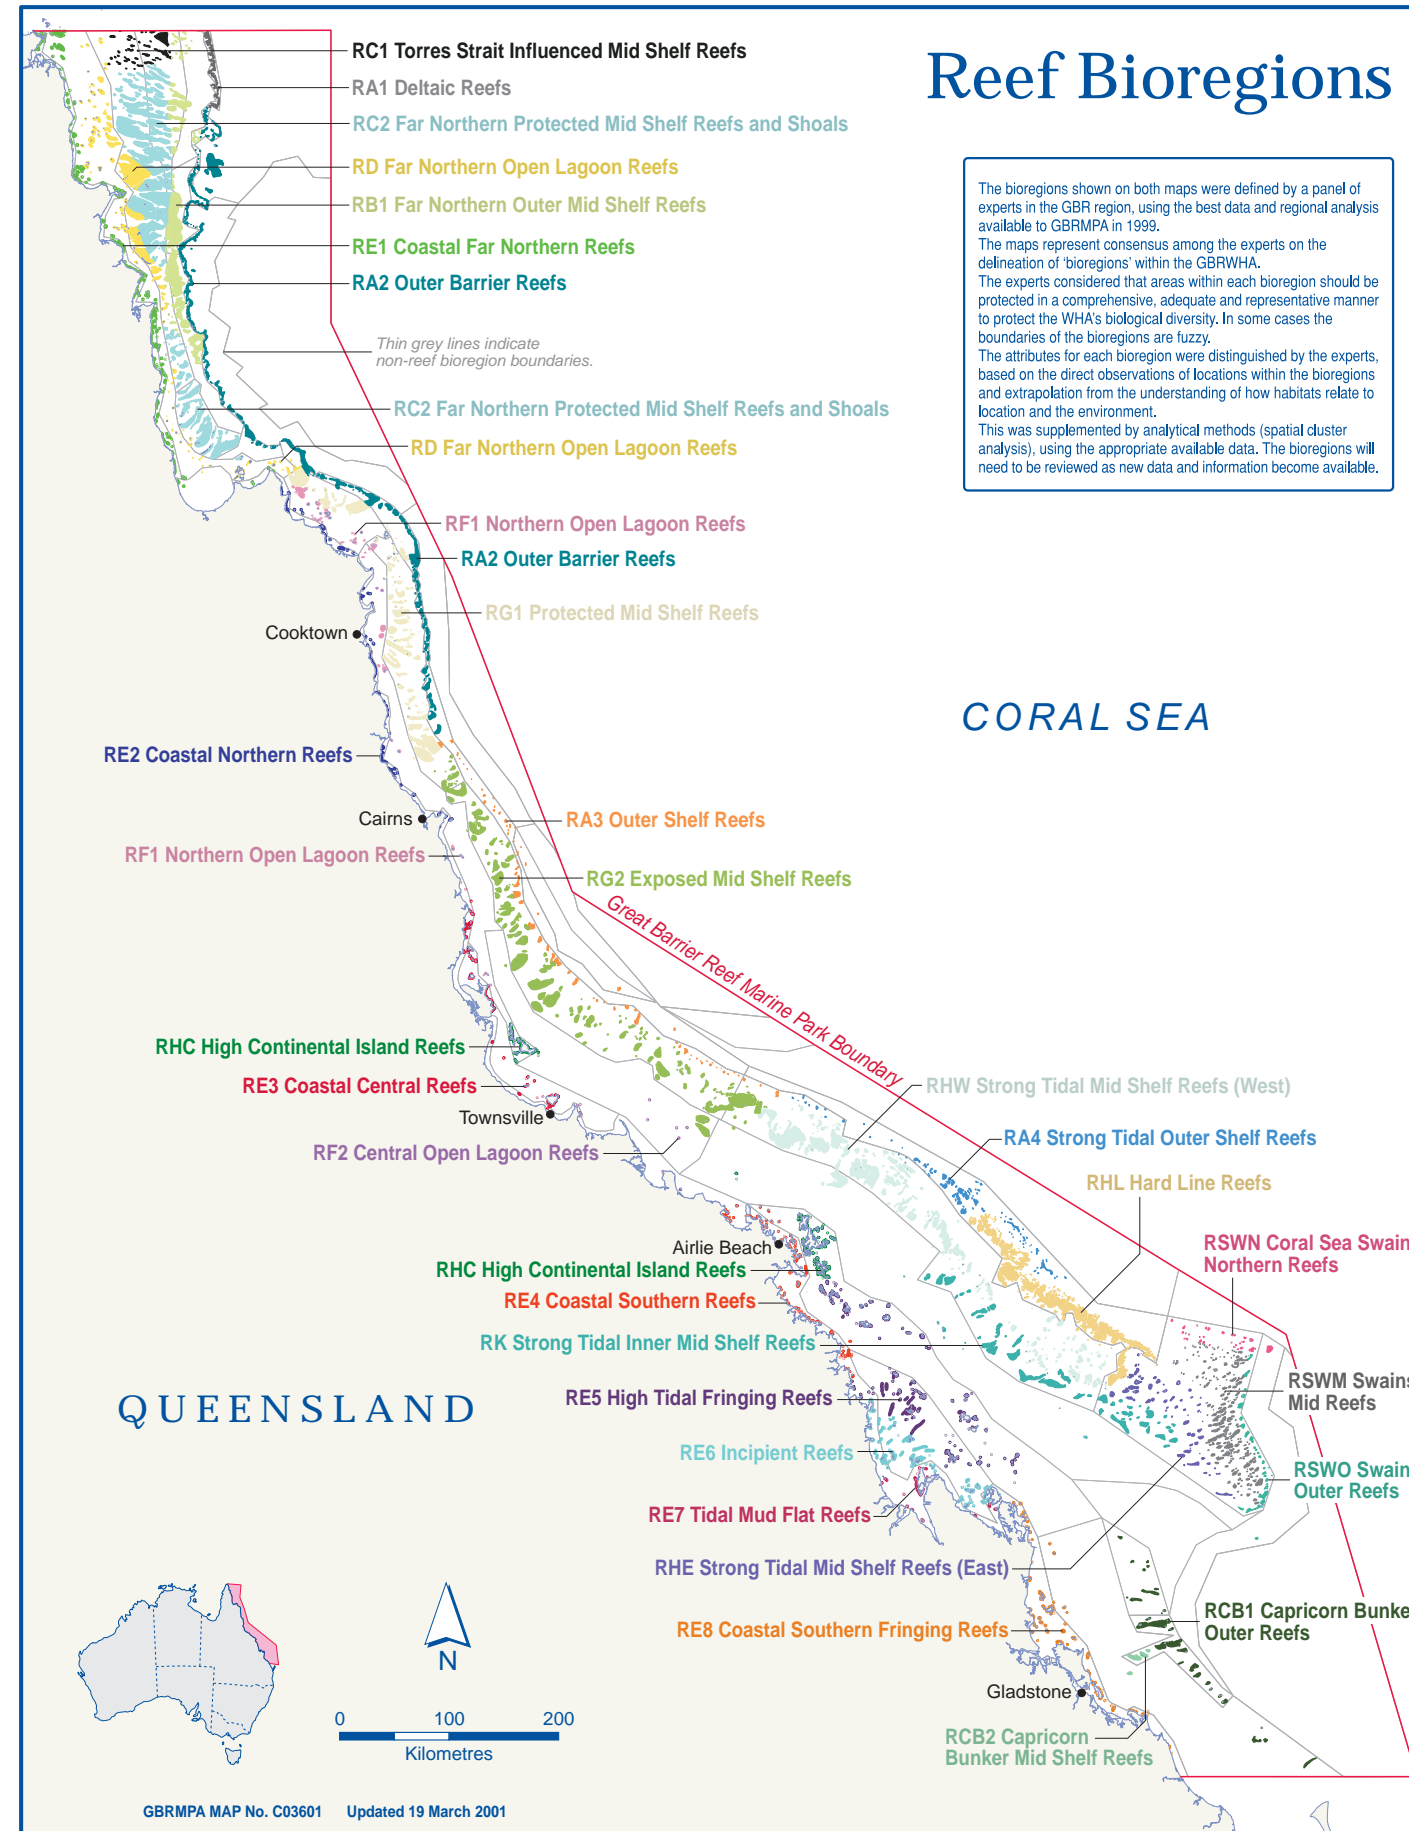 Reef Bioregions
RC1 Torres Strait Influenced Mid Shelf Reefs
RA1 Deltaic Reefs
RC2 Far Northern Protected Mid Shelf Reefs and Shoals
RD Far Northern Open Lagoon Reefs
RB1 Far Northern Outer Mid Shelf Reefs
RE1 Coastal Far Northern Reefs
RA2 Outer Barrier Reefs
Thin grey lines indicate
non-reef bioregion boundaries.
The bioregions shown on both maps were defined by a panel of
experts in the GBR region, using the best data and regional analysis
available to GBRMPA in 1999.
The maps represent consensus among the experts on the
delineation of 'bioregions' within the GBRWHA.
The experts considered that areas within each bioregion should be
protected in a comprehensive, adequate and representative manner
to protect the WHA's biological diversity. In some cases the
boundaries of the bioregions are fuzzy.
The attributes for each bioregion were distinguished by the experts,
based on the direct observations of locations within the bioregions
and extrapolation from the understanding of how habitats relate to
location and the environment.
This was supplemented by analytical methods (spatial cluster
analysis), using the appropriate available data. The bioregions will
need to be reviewed as new data and information become available.
RC2 Far Northern Protected Mid Shelf Reefs and Shoals
RD Far Northern Open Lagoon Reefs
RF1 Northern Open Lagoon Reefs
RA2 Outer Barrier Reefs
RG1 Protected Mid Shelf Reefs
Cooktown
CORAL SEA
RE2 Coastal Northern Reefs
Cairns
RA3 Outer Shelf Reefs
RF1 Northern Open Lagoon Reefs
RG2 Exposed Mid Shelf Reefs
Great Barrier Reef Marine Park Boundary
RHC High Continental Island Reefs
RE3 Coastal Central Reefs
RHW Strong Tidal Mid Shelf Reefs (West)
Townsville
RA4 Strong Tidal Outer Shelf Reefs
RF2 Central Open Lagoon Reefs
RHL Hard Line Reefs
Airlie Beach
RSWN Coral Sea Swain
Northern Reefs
RHC High Continental Island Reefs
RE4 Coastal Southern Reefs
RK Strong Tidal Inner Mid Shelf Reefs
RSWM Swains
Mid Reefs
RE5 High Tidal Fringing Reefs
QUEENSLAND
RE6 Incipient Reefs
RSWO Swain
Outer Reefs
RE7 Tidal Mud Flat Reefs
RHE Strong Tidal Mid Shelf Reefs (East)
RCB1 Capricorn Bunke
Outer Reefs
RE8 Coastal Southern Fringing Reefs
N
Gladstone
0 100 200
Kilometres
RCB2 Capricorn
Bunker Mid Shelf Reefs
GBRMPA MAP No. C03601 Updated 19 March 2001